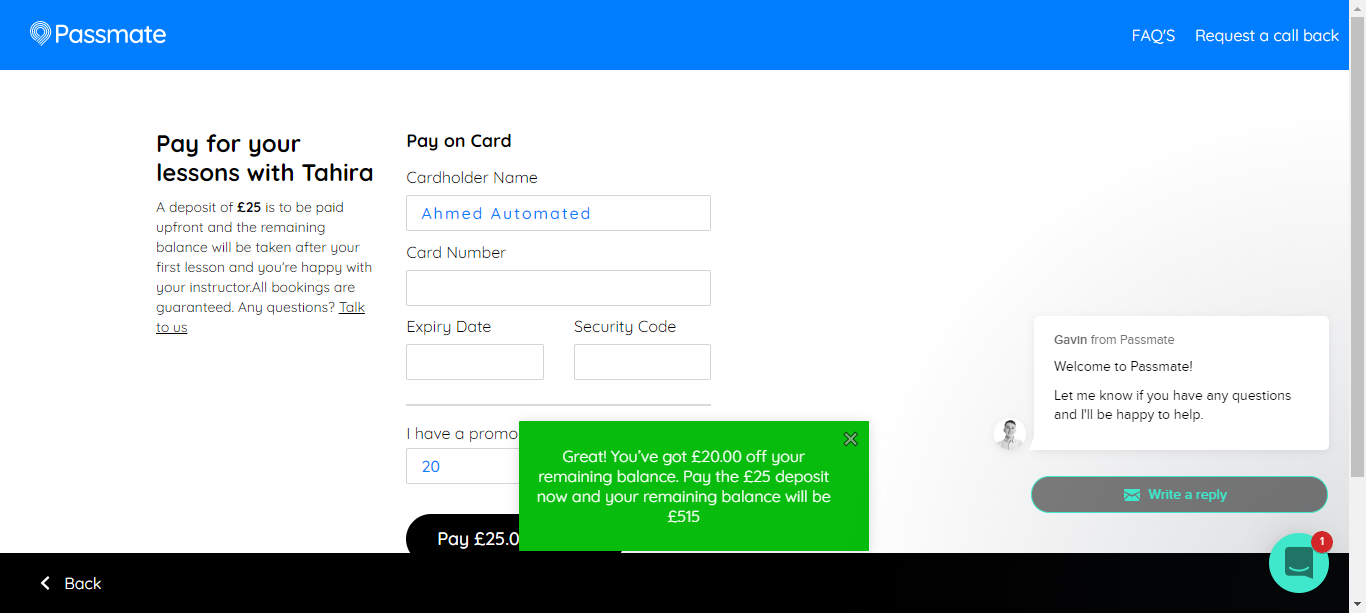 Passmate
FAQ'S
Request a call back
Pay for your
lessons with Tahira
A deposit of £25 is to be paid
upfront and the remaining
balance will be taken after your
first lesson and you're happy with
your instructor.All bookings are
guaranteed. Any questions? Talk
to us
Pay on Card
Cardholder Name
Ahmed Automated
Card Number
Expiry Date
Security Code
I have a promo
20
Great! You've got £20.00 off your
remaining balance. Pay the £25 deposit
now and your remaining balance will be
£515
Pay £25.0
Gavin from Passmate
Welcome to Passmate!
Let me know if you have any questions
and I'll be happy to help.
Write a reply
1
Back